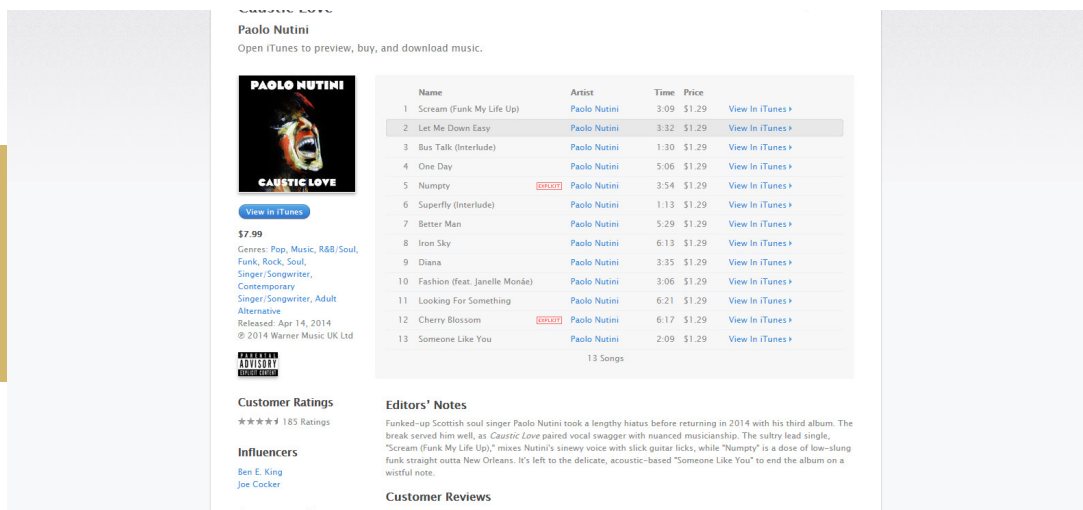 Caustic Love
Paolo Nutini
Open iTunes to preview, buy, and download music.
PAOLO NUTINI
CAUSTIC LOVE
View in iTunes
$7.99
Genres: Pop, Music, R&B/Soul,
Funk, Rock, Soul,
Singer/Songwriter,
Contemporary
Singer/Songwriter, Adult
Alternative
Released: Apr 14, 2014
℗ 2014 Warner Music UK Ltd
PARENTAL
ADVISORY
EXPLICIT CONTENT
Customer Ratings
185 Ratings
Influencers
Ben E. King
Joe Cocker
Name Artist Time Price
1 Scream (Funk My Life Up) Paolo Nutini 3:09 $1.29 View In iTunes
2 Let Me Down Easy Paolo Nutini 3:32 $1.29 View In iTunes
3 Bus Talk (Interlude) Paolo Nutini 1:30 $1.29 View In iTunes
4 One Day Paolo Nutini 5:06 $1.29 View In iTunes
5 Numpty EXPLICIT Paolo Nutini 3:54 $1.29 View In iTunes
6 Superfly (Interlude) Paolo Nutini 1:13 $1.29 View In iTunes
7 Better Man Paolo Nutini 5:29 $1.29 View In iTunes
8 Iron Sky Paolo Nutini 6:13 $1.29 View In iTunes
9 Diana Paolo Nutini 3:35 $1.29 View In iTunes
10 Fashion (feat. Janelle Monáe) Paolo Nutini 3:06 $1.29 View In iTunes
11 Looking For Something Paolo Nutini 6:21 $1.29 View In iTunes
12 Cherry Blossom EXPLICIT Paolo Nutini 6:17 $1.29 View In iTunes
13 Someone Like You Paolo Nutini 2:09 $1.29 View In iTunes
13 Songs
Editors' Notes
Funked-up Scottish soul singer Paolo Nutini took a lengthy hiatus before returning in 2014 with his third album. The
break served him well, as Caustic Love paired vocal swagger with nuanced musicianship. The sultry lead single,
"Scream (Funk My Life Up)," mixes Nutini's sinewy voice with slick guitar licks, while "Numpty" is a dose of low-slung
funk straight outta New Orleans. It's left to the delicate, acoustic-based "Someone Like You" to end the album on a
wistful note.
Customer Reviews